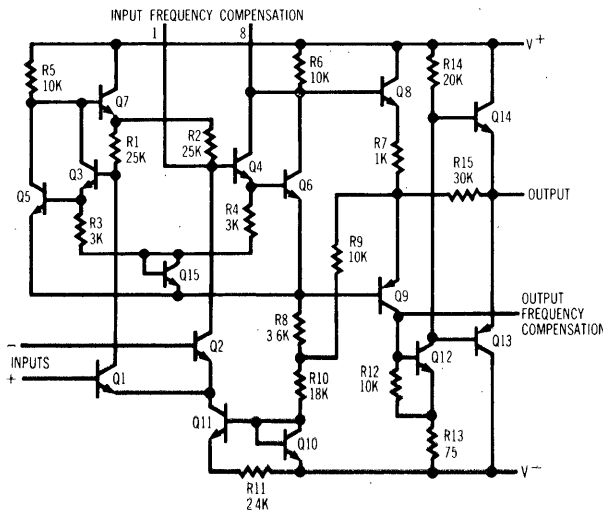 INPUT FREQUENCY COMPENSATION
1 8
V+
R5
10K
R6
10K
R14
20K
Q7
Q8
Q14
R1
25K
R2
25K
R7
1K
Q3
Q4
Q5
Q6
R15
30K
OUTPUT
R3
3K
R4
3K
R9
10K
Q15
Q9
OUTPUT
FREQUENCY
COMPENSATION
R8
3 6K
–
Q2
INPUTS
+
Q1
Q12
Q13
R10
18K
R12
10K
Q11
Q10
R13
75
V–
R11
2 4K